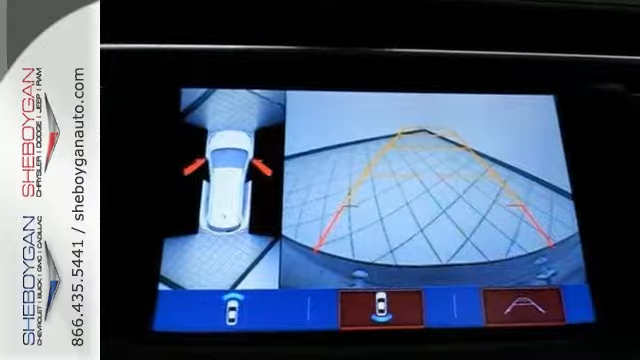 SHEBOYGAN
CHRYSLER | DODGE | JEEP | RAM
SHEBOYGAN
CHEVROLET | BUICK | GMC | CADILLAC
866.435.5441 / sheboyganauto.com